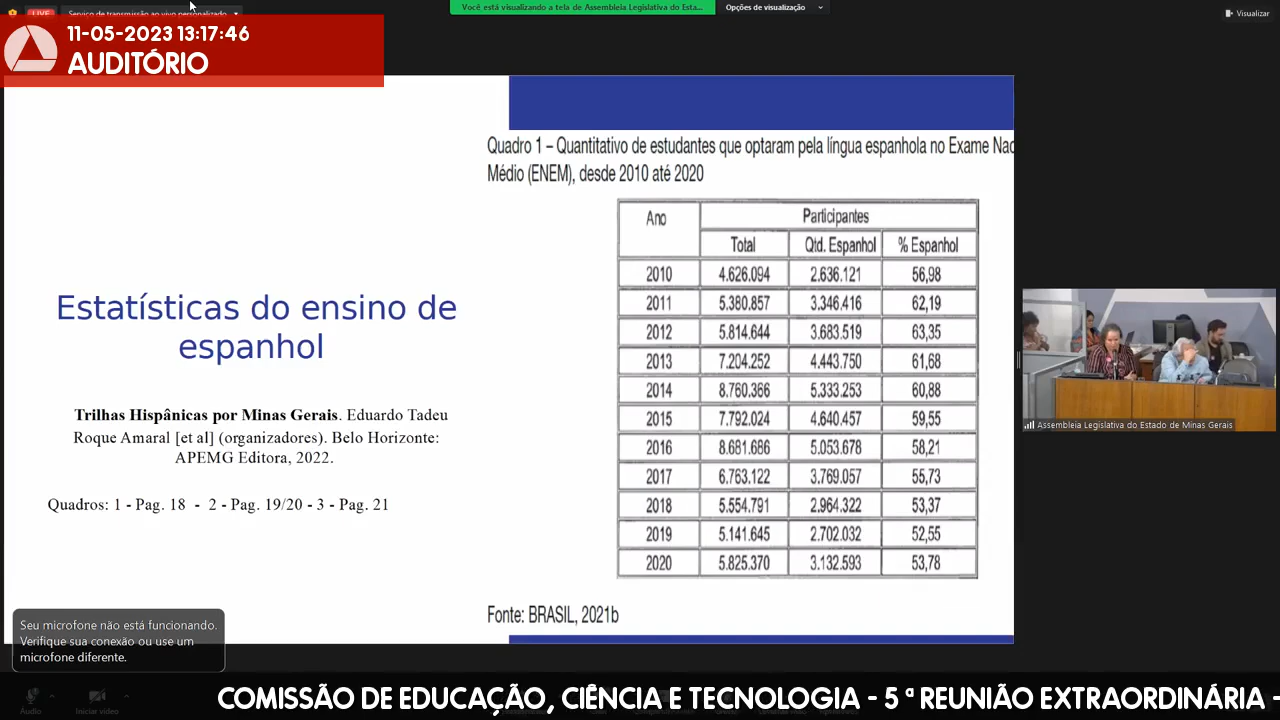 LIVE
Serviço de transmissão ao vivo personalizado
Você está visualizando a tela de Assembleia Legislativa do Esta...
Opções de visualização
Visualizar
11-05-2023 13:17:46
AUDITÓRIO
Quadro 1 – Quantitativo de estudantes que optaram pela língua espanhola no Exame Nac
Médio (ENEM), desde 2010 até 2020
Ano Participantes
Total Qtd. Espanhol % Espanhol
2010 4.626.094 2.636.121 56,98
2011 5.380.857 3.346.416 62,19
2012 5.814.644 3.683.519 63,35
2013 7.204.252 4.443.750 61,68
2014 8.760.366 5.333.253 60,88
2015 7.792.024 4.640.457 59,55
2016 8.681.686 5.053.678 58,21
2017 6.763.122 3.769.057 55,73
2018 5.554.791 2.964.322 53,37
2019 5.141.645 2.702.032 52,55
2020 5.825.370 3.132.593 53,78
Fonte: BRASIL, 2021b
Estatísticas do ensino de
espanhol
Trilhas Hispânicas por Minas Gerais. Eduardo Tadeu
Roque Amaral [et al] (organizadores). Belo Horizonte:
APEMG Editora, 2022.
Quadros: 1 - Pag. 18 - 2 - Pag. 19/20 - 3 - Pag. 21
Assembleia Legislativa do Estado de Minas Gerais
Seu microfone não está funcionando.
Verifique sua conexão ou use um
microfone diferente.
Áudio
Iniciar vídeo
COMISSÃO DE EDUCAÇÃO, CIÊNCIA E TECNOLOGIA - 5 ª REUNIÃO EXTRAORDINÁRIA -